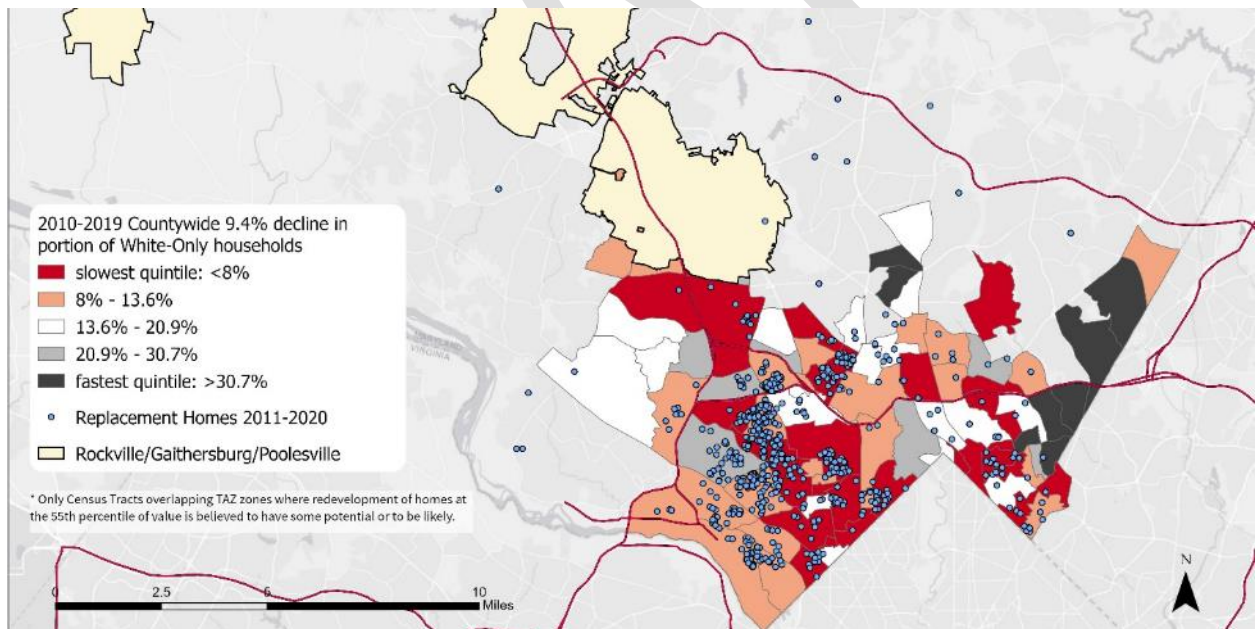 2010-2019 Countywide 9.4% decline in
portion of White-Only households
slowest quintile: <8%
8% - 13.6%
13.6% - 20.9%
20.9% - 30.7%
fastest quintile: >30.7%
Replacement Homes 2011-2020
Rockville/Gaithersburg/Poolesville
* Only Census Tracts overlapping TAZ zones where redevelopment of homes at
the 55th percentile of value is believed to have some potential or to be likely.
MARYLAND
VIRGINIA
0 2.5 5 10
Miles
N